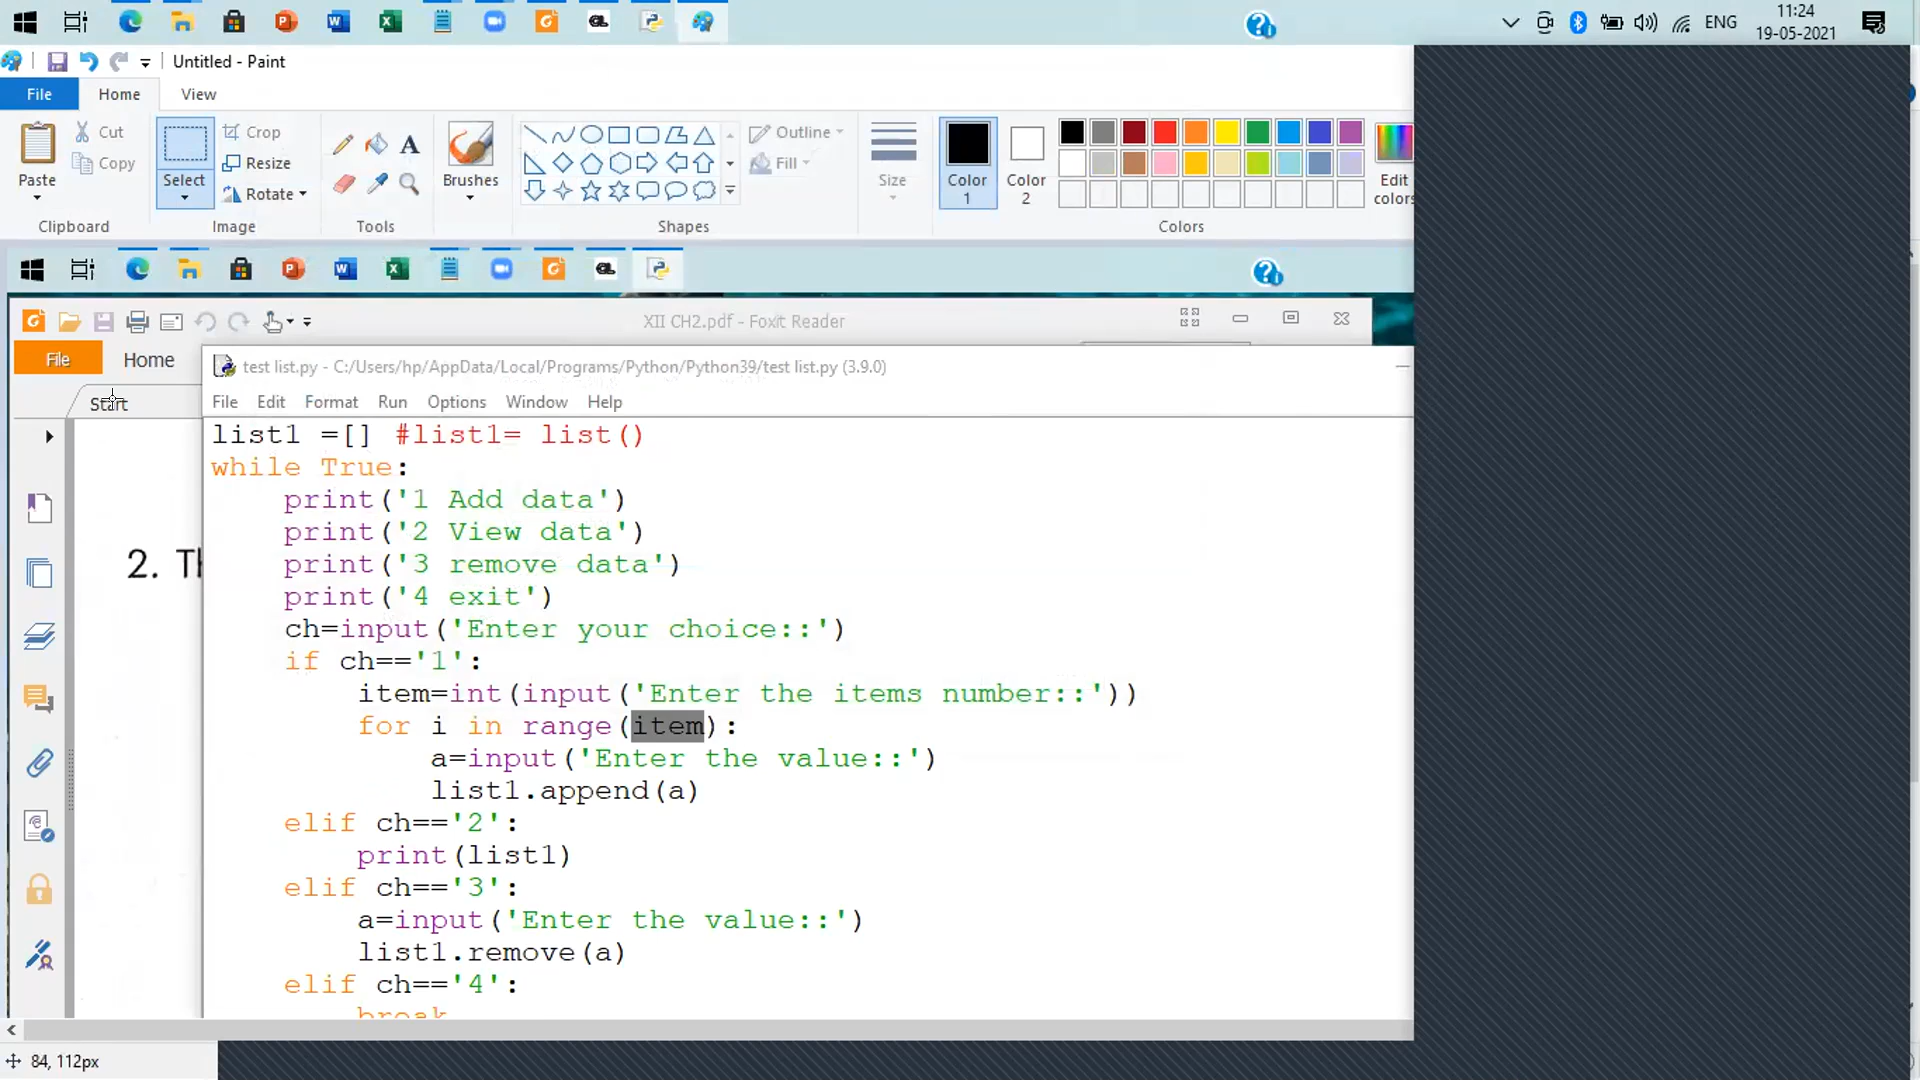 ENG
11:24
19-05-2021
Untitled - Paint
File
Home
View
Paste
Cut
Copy
Clipboard
Select
Crop
Resize
Rotate
Image
A
Tools
Brushes
Shapes
Outline
Fill
Size
Color
1
Color
2
Edit
colors
Colors
XII CH2.pdf - Foxit Reader
File
Home
Start
2. Th
test list.py - C:/Users/hp/AppData/Local/Programs/Python/Python39/test list.py (3.9.0)
File Edit Format Run Options Window Help
list1 =[] #list1= list()
while True:
    print('1 Add data')
    print('2 View data')
    print('3 remove data')
    print('4 exit')
    ch=input('Enter your choice::')
    if ch=='1':
        item=int(input('Enter the items number::'))
        for i in range(item):
            a=input('Enter the value::')
            list1.append(a)
    elif ch=='2':
        print(list1)
    elif ch=='3':
        a=input('Enter the value::')
        list1.remove(a)
    elif ch=='4':
        break
84, 112px